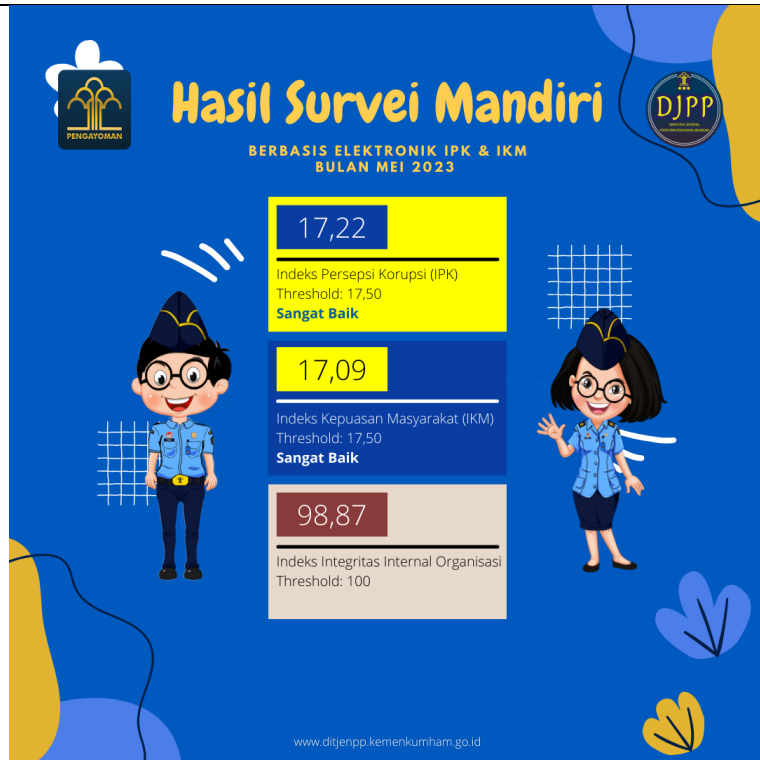 PENGAYOMAN
Hasil Survei Mandiri
DJPP
BERBASIS ELEKTRONIK IPK & IKM
BULAN MEI 2023
17,22
Indeks Persepsi Korupsi (IPK)
Threshold: 17,50
Sangat Baik
17,09
Indeks Kepuasan Masyarakat (IKM)
Threshold: 17,50
Sangat Baik
98,87
Indeks Integritas Internal Organisasi
Threshold: 100
www.ditjenpp.kemenkumham.go.id